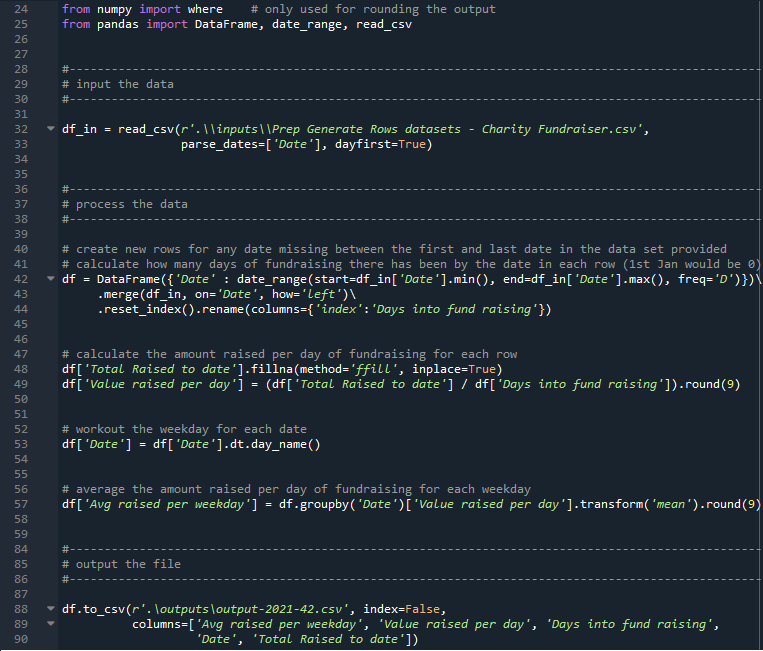 24 from numpy import where    # only used for rounding the output
25 from pandas import DataFrame, date_range, read_csv
26
27
28 #---------------------------------------------------------------------------------------------------
29 # input the data
30 #---------------------------------------------------------------------------------------------------
31
32 df_in = read_csv(r'.\\inputs\\Prep Generate Rows datasets - Charity Fundraiser.csv',
33                  parse_dates=['Date'], dayfirst=True)
34
35
36 #---------------------------------------------------------------------------------------------------
37 # process the data
38 #---------------------------------------------------------------------------------------------------
39
40 # create new rows for any date missing between the first and last date in the data set provided
41 # calculate how many days of fundraising there has been by the date in each row (1st Jan would be 0)
42 df = DataFrame({'Date' : date_range(start=df_in['Date'].min(), end=df_in['Date'].max(), freq='D')})\
43      .merge(df_in, on='Date', how='left')\
44      .reset_index().rename(columns={'index':'Days into fund raising'})
45
46
47 # calculate the amount raised per day of fundraising for each row
48 df['Total Raised to date'].fillna(method='ffill', inplace=True)
49 df['Value raised per day'] = (df['Total Raised to date'] / df['Days into fund raising']).round(9)
50
51
52 # workout the weekday for each date
53 df['Date'] = df['Date'].dt.day_name()
54
55
56 # average the amount raised per day of fundraising for each weekday
57 df['Avg raised per weekday'] = df.groupby('Date')['Value raised per day'].transform('mean').round(9)
58
59
84 #---------------------------------------------------------------------------------------------------
85 # output the file
86 #---------------------------------------------------------------------------------------------------
87
88 df.to_csv(r'.\outputs\output-2021-42.csv', index=False,
89           columns=['Avg raised per weekday', 'Value raised per day', 'Days into fund raising',
90                    'Date', 'Total Raised to date'])